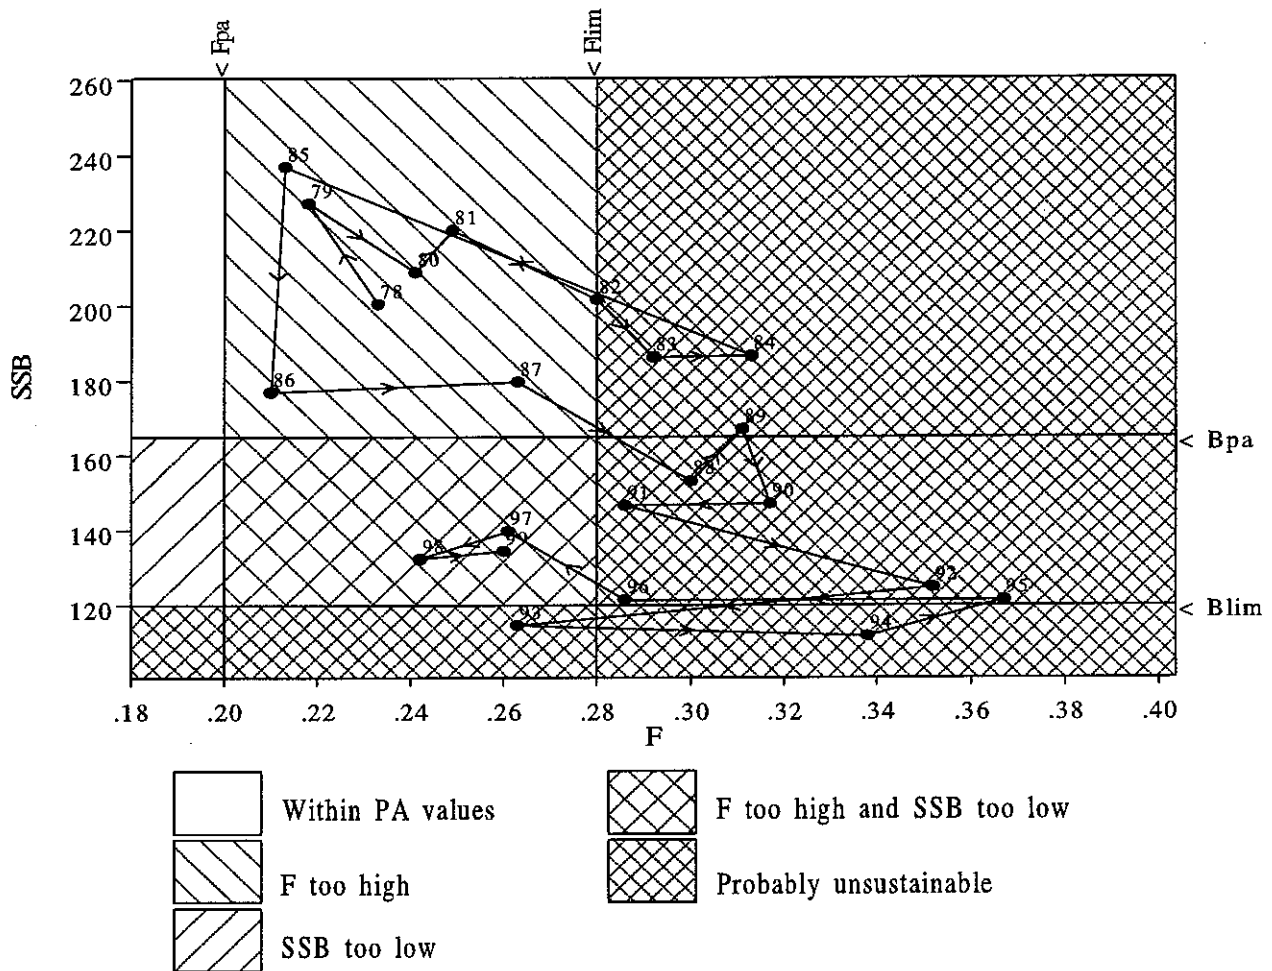 < Fpa
< Flim
SSB
260
240
220
200
180
160
140
120
85
79
81
80
78
82
83
84
86
87
89
88
90
91
97
99
98
92
96
95
93
94
< Bpa
< Blim
.18 .20 .22 .24 .26 .28 .30 .32 .34 .36 .38 .40
F
Within PA values
F too high
SSB too low
F too high and SSB too low
Probably unsustainable